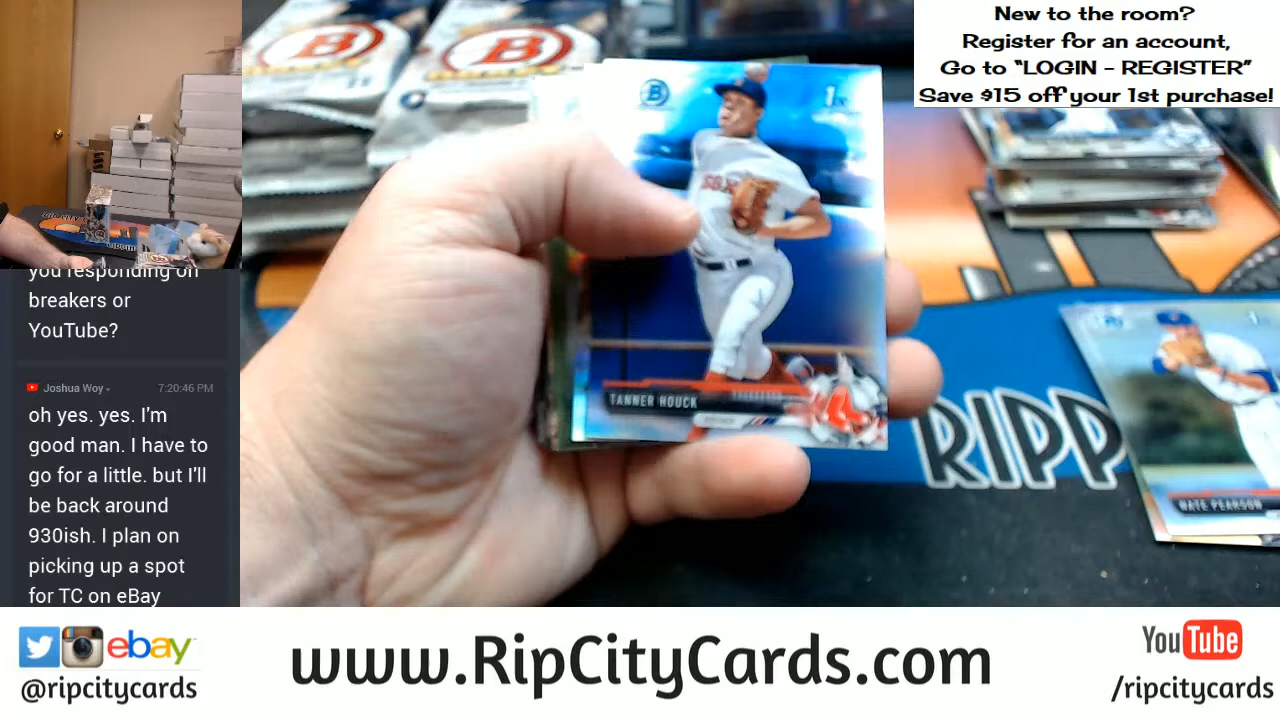 New to the room?
Register for an account,
Go to "LOGIN - REGISTER"
Save $15 off your 1st purchase!
you responding on
breakers or
YouTube?
Joshua Woy
7:20:46 PM
oh yes. yes. I'm
good man. I have to
go for a little. but I'll
be back around
930ish. I plan on
picking up a spot
for TC on eBay
B
B
B
1st
TANNER HOUCK
RIPP
NATE PEARSON
ebay
@ripcitycards
www.RipCityCards.com
YouTube
/ripcitycards